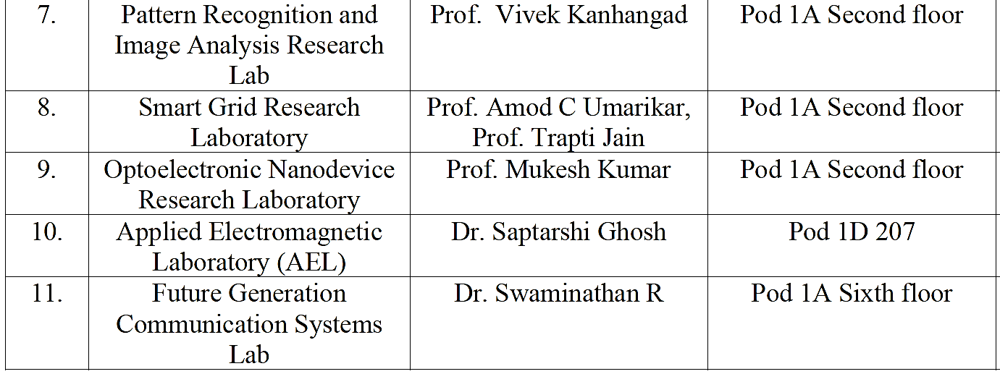 7. Pattern Recognition and Prof. Vivek Kanhangad Pod 1A Second floor
Image Analysis Research
Lab
8. Smart Grid Research Prof. Amod C Umarikar, Pod 1A Second floor
Laboratory Prof. Trapti Jain
9. Optoelectronic Nanodevice Prof. Mukesh Kumar Pod 1A Second floor
Research Laboratory
10. Applied Electromagnetic Dr. Saptarshi Ghosh Pod 1D 207
Laboratory (AEL)
11. Future Generation Dr. Swaminathan R Pod 1A Sixth floor
Communication Systems
Lab